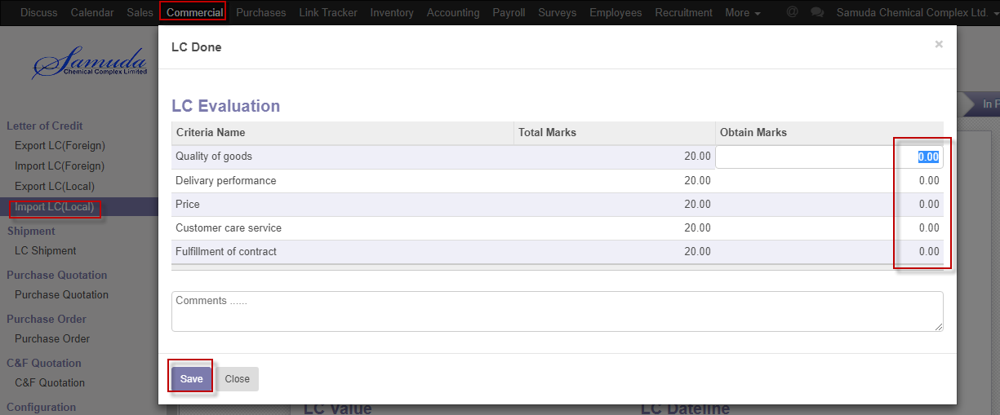 Discuss Calendar Sales Commercial Purchases Link Tracker Inventory Accounting Payroll Surveys Employees Recruitment More @ Samuda Chemical Complex Ltd.
Samuda
Chemical Complex Limited
Letter of Credit
Export LC(Foreign)
Import LC(Foreign)
Export LC(Local)
Import LC(Local)
Shipment
LC Shipment
Purchase Quotation
Purchase Quotation
Purchase Order
Purchase Order
C&F Quotation
C&F Quotation
Configuration
LC Done ×
LC Evaluation
Criteria Name Total Marks Obtain Marks
Quality of goods 20.00 0.00
Delivary performance 20.00 0.00
Price 20.00 0.00
Customer care service 20.00 0.00
Fulfillment of contract 20.00 0.00
Comments ......
Save Close
In P
LC Value LC Dateline